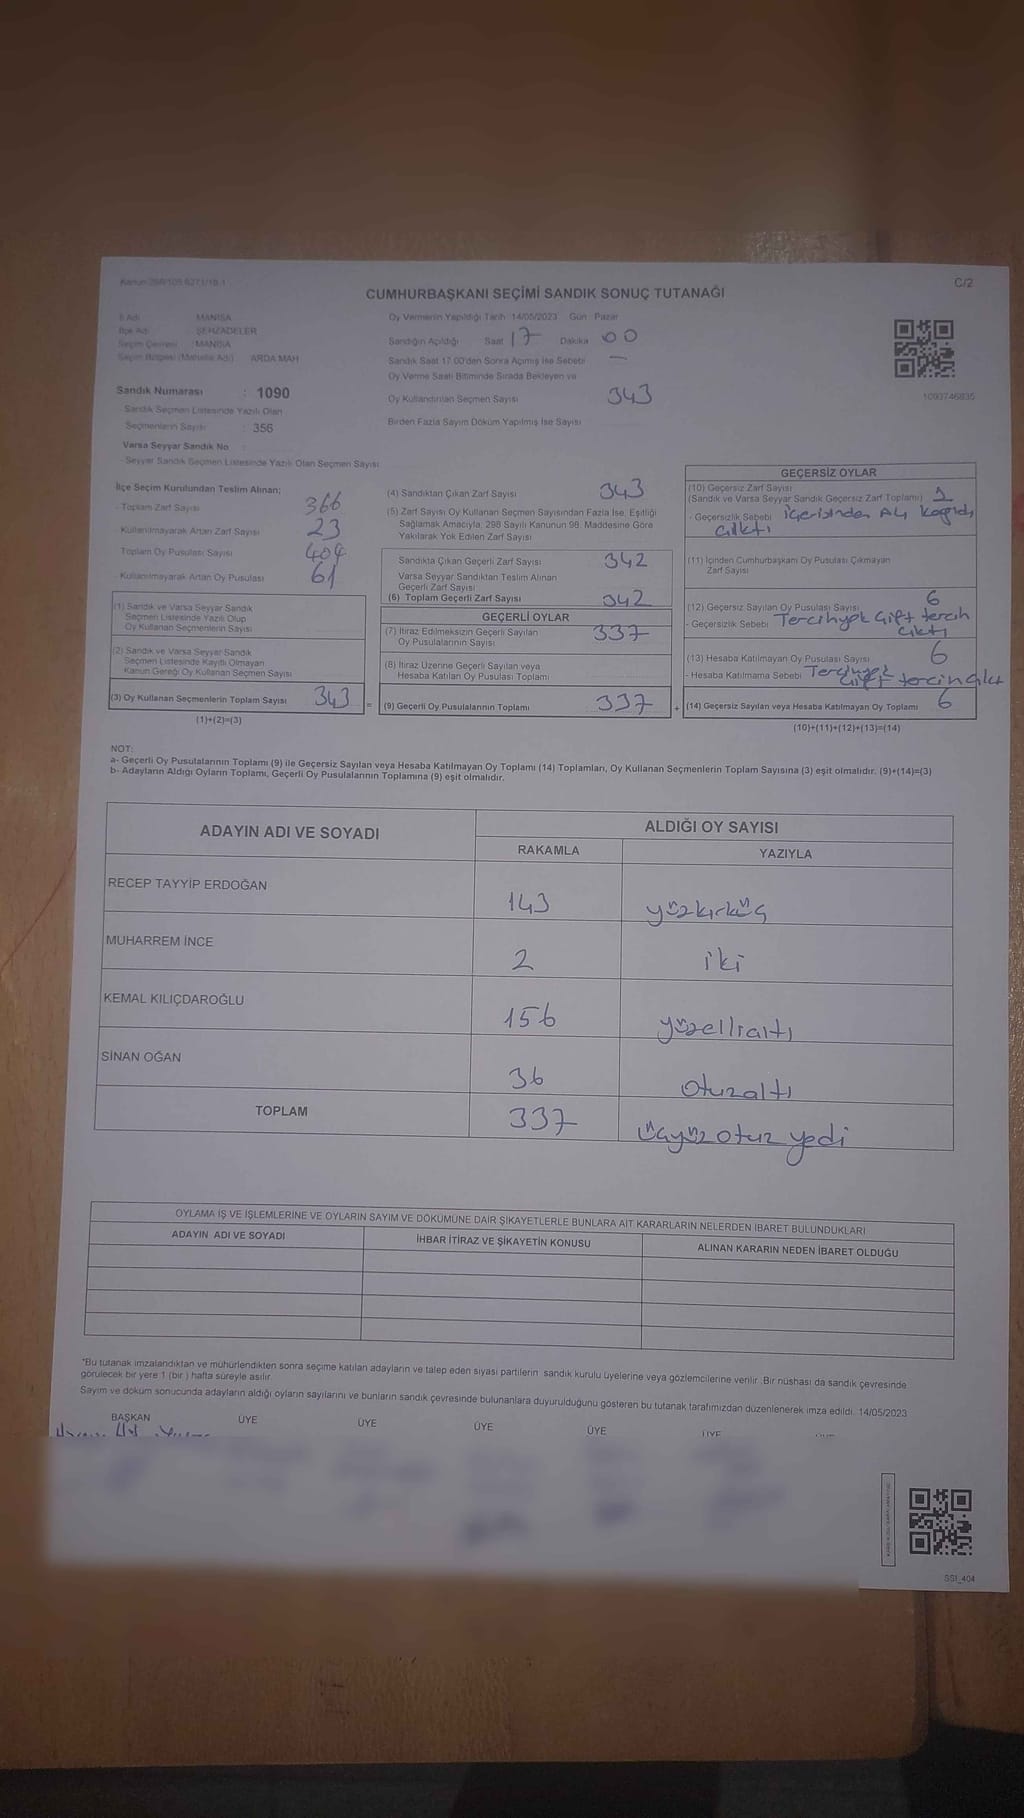 Kanun:298/105 6271/18-1
C/2
CUMHURBAŞKANI SEÇİMİ SANDIK SONUÇ TUTANAĞI
İl Adı MANİSA
İlçe Adı ŞEHZADELER
Seçim Çevresi : MANİSA
Seçim Bölgesi (Mahalle Adı) ARDA MAH
Sandık Numarası : 1090
- Sandık Seçmen Listesinde Yazılı Olan
Seçmenlerin Sayısı : 356
Varsa Seyyar Sandık No :
- Seyyar Sandık Seçmen Listesinde Yazılı Olan Seçmen Sayısı
Oy Vermenin Yapıldığı Tarih 14/05/2023 Gün : Pazar
Sandığın Açıldığı Saat 17 Dakika 00
Sandık Saat 17:00'den Sonra Açılmış İse Sebebi —
Oy Verme Saati Bitiminde Sırada Bekleyen ve
Oy Kullandırılan Seçmen Sayısı 343
Birden Fazla Sayım Döküm Yapılmış İse Sayısı
1093746835
İlçe Seçim Kurulundan Teslim Alınan;
- Toplam Zarf Sayısı 366
Kullanılmayarak Artan Zarf Sayısı 23
Toplam Oy Pusulası Sayısı 404
- Kullanılmayarak Artan Oy Pusulası 61
(1) Sandık ve Varsa Seyyar Sandık
Seçmen Listesinde Yazılı Olup
Oy Kullanan Seçmenlerin Sayısı
(2) Sandık ve Varsa Seyyar Sandık
Seçmen Listesinde Kayıtlı Olmayan
Kanun Gereği Oy Kullanan Seçmen Sayısı
(3) Oy Kullanan Seçmenlerin Toplam Sayısı 343 =
(1)+(2)=(3)
(4) Sandıktan Çıkan Zarf Sayısı 343
(5) Zarf Sayısı Oy Kullanan Seçmen Sayısından Fazla İse, Eşitliği
Sağlamak Amacıyla, 298 Sayılı Kanunun 98. Maddesine Göre
Yakılarak Yok Edilen Zarf Sayısı
Sandıkta Çıkan Geçerli Zarf Sayısı 342
Varsa Seyyar Sandıktan Teslim Alınan
Geçerli Zarf Sayısı
(6) Toplam Geçerli Zarf Sayısı 342
GEÇERLİ OYLAR
(7) İtiraz Edilmeksizin Geçerli Sayılan
Oy Pusulalarının Sayısı 337
(8) İtiraz Üzerine Geçerli Sayılan veya
Hesaba Katılan Oy Pusulası Toplamı
(9) Geçerli Oy Pusulalarının Toplamı 337 +
GEÇERSİZ OYLAR
(10) Geçersiz Zarf Sayısı
(Sandık ve Varsa Seyyar Sandık Geçersiz Zarf Toplamı) 1
- Geçersizlik Sebebi içerisinden A4 kağıdı
çıktı
(11) İçinden Cumhurbaşkanı Oy Pusulası Çıkmayan
Zarf Sayısı
(12) Geçersiz Sayılan Oy Pusulası Sayısı 6
- Geçersizlik Sebebi Tercihyok çift tercih
çıktı
(13) Hesaba Katılmayan Oy Pusulası Sayısı 6
- Hesaba Katılmama Sebebi
(14) Geçersiz Sayılan veya Hesaba Katılmayan Oy Toplamı 6
(10)+(11)+(12)+(13)=(14)
NOT:
a- Geçerli Oy Pusulalarının Toplamı (9) ile Geçersiz Sayılan veya Hesaba Katılmayan Oy Toplamı (14) Toplamları, Oy Kullanan Seçmenlerin Toplam Sayısına (3) eşit olmalıdır. (9)+(14)=(3)
b- Adayların Aldığı Oyların Toplamı, Geçerli Oy Pusulalarının Toplamına (9) eşit olmalıdır.
ADAYIN ADI VE SOYADI ALDIĞI OY SAYISI
RAKAMLA YAZIYLA
RECEP TAYYİP ERDOĞAN 143 yüzkırküç
MUHARREM İNCE 2 iki
KEMAL KILIÇDAROĞLU 156 yüzellialtı
SİNAN OĞAN 36 otuzaltı
TOPLAM 337 üçyüz otuz yedi
OYLAMA İŞ VE İŞLEMLERİNE VE OYLARIN SAYIM VE DÖKÜMÜNE DAİR ŞİKAYETLERLE BUNLARA AİT KARARLARIN NELERDEN İBARET BULUNDUKLARI
ADAYIN ADI VE SOYADI İHBAR İTİRAZ VE ŞİKAYETİN KONUSU ALINAN KARARIN NEDEN İBARET OLDUĞU
*Bu tutanak imzalandıktan ve mühürlendikten sonra seçime katılan adayların ve talep eden siyasi partilerin sandık kurulu üyelerine veya gözlemcilerine verilir .Bir nüshası da sandık çevresinde
görülecek bir yere 1 (bir ) hafta süreyle asılır.
Sayım ve döküm sonucunda adayların aldığı oyların sayılarını ve bunların sandık çevresinde bulunanlara duyurulduğunu gösteren bu tutanak tarafımızdan düzenlenerek imza edildi. 14/05/2023
BAŞKAN ÜYE ÜYE ÜYE ÜYE ÜYE
SSI_404